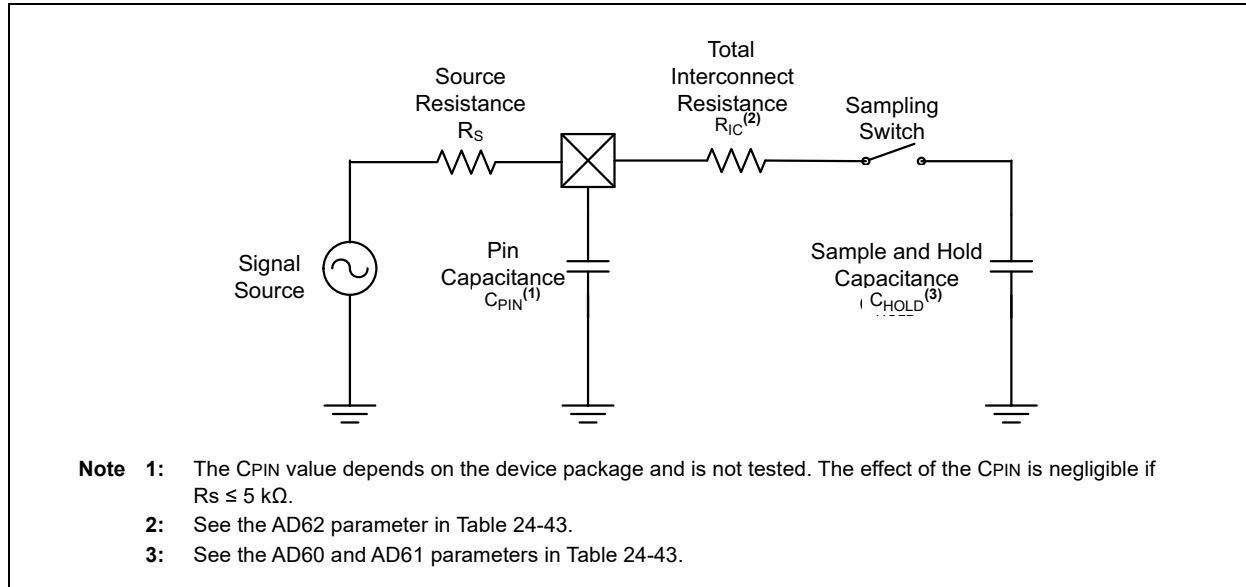 Total
Interconnect
Resistance
RIC(2)
Source
Resistance
RS
Sampling
Switch
Signal
Source
Pin
Capacitance
CPIN(1)
Sample and Hold
Capacitance
CHOLD(3)
Note 1: The CPIN value depends on the device package and is not tested. The effect of the CPIN is negligible if
Rs ≤ 5 kΩ.
2: See the AD62 parameter in Table 24-43.
3: See the AD60 and AD61 parameters in Table 24-43.